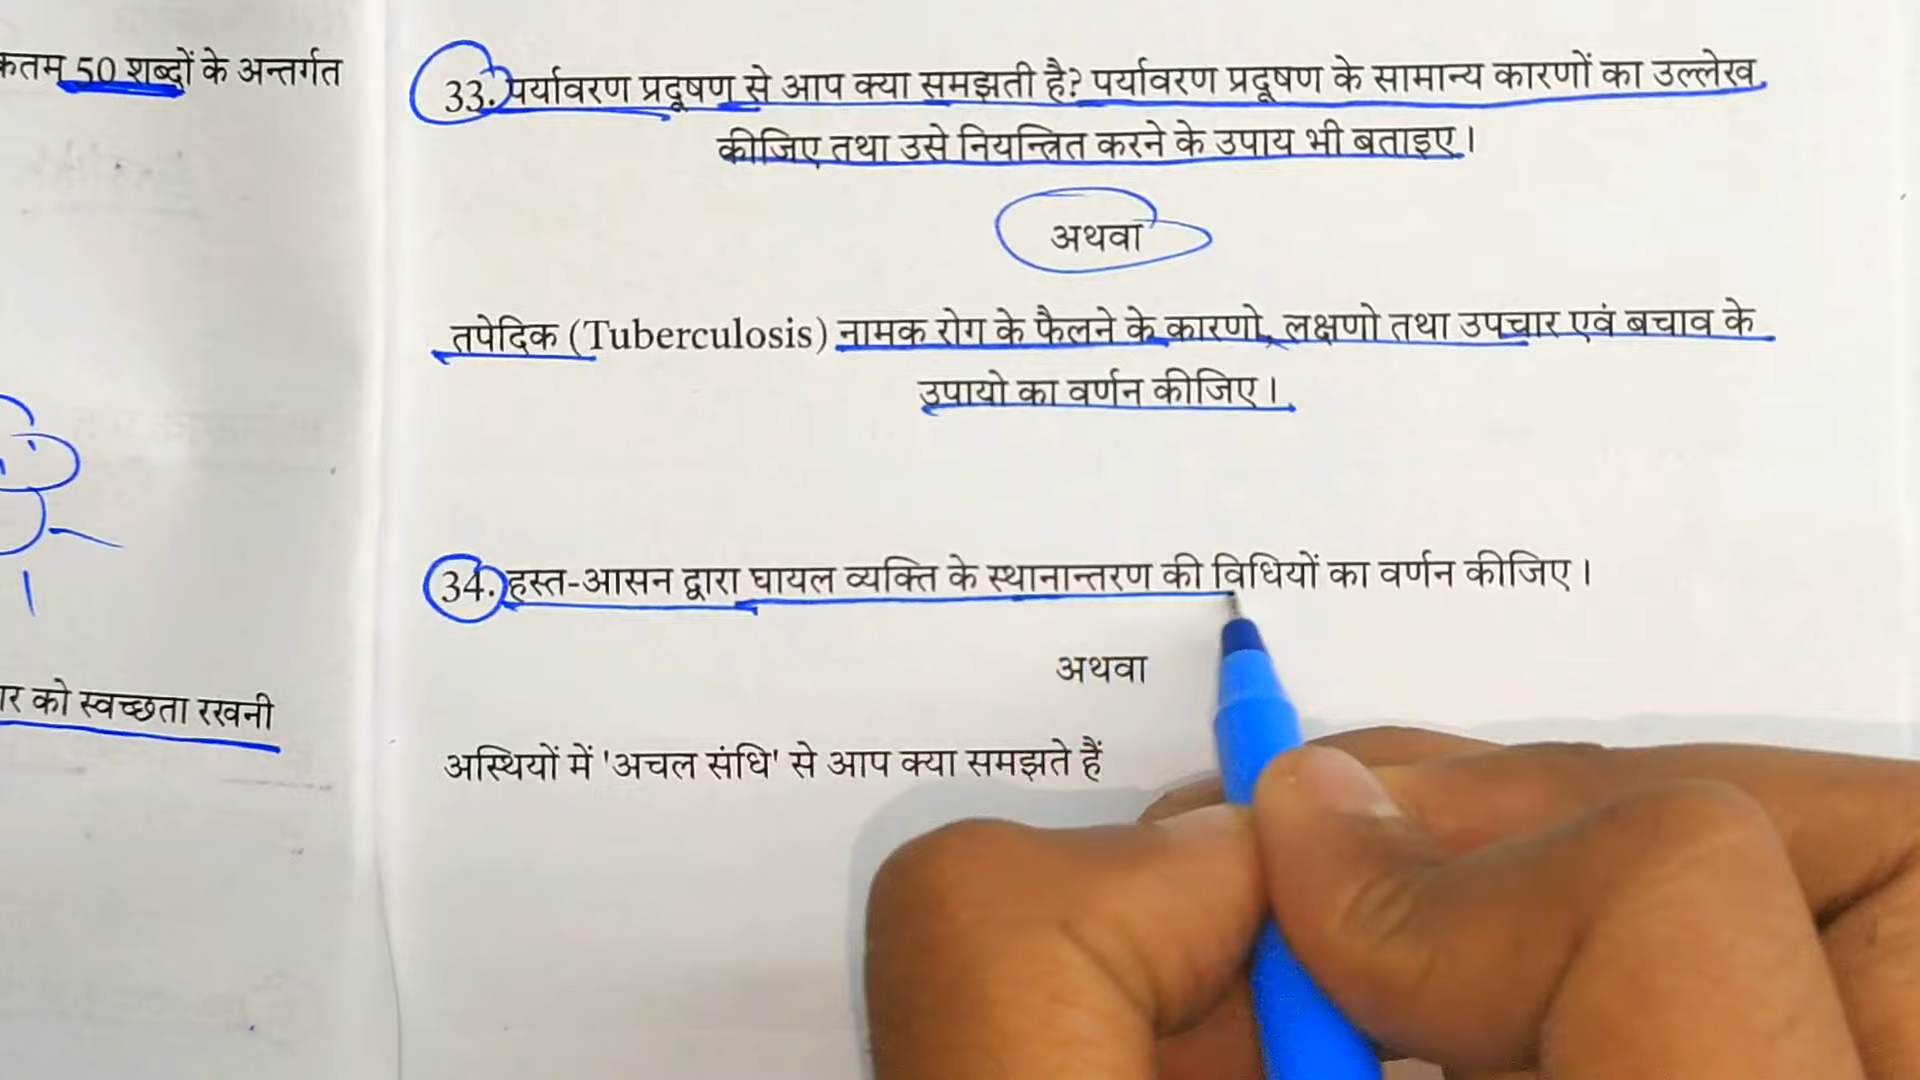 50 शब्दों के अन्तर्गत
33. पर्यावरण प्रदूषण से आप क्या समझती है? पर्यावरण प्रदूषण के सामान्य कारणों का उल्लेख
कीजिए तथा उसे नियन्त्रित करने के उपाय भी बताइए।
अथवा
तपेदिक (Tuberculosis) नामक रोग के फैलने के कारणो, लक्षणो तथा उपचार एवं बचाव के
उपायो का वर्णन कीजिए।
34. हस्त-आसन द्वारा घायल व्यक्ति के स्थानान्तरण की विधियों का वर्णन कीजिए।
अथवा
को स्वच्छता रखनी
अस्थियों में 'अचल संधि' से आप क्या समझते हैं